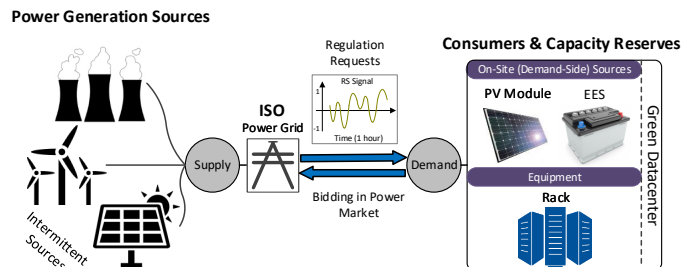 Power Generation Sources
Regulation
Requests
Consumers & Capacity Reserves
On-Site (Demand-Side) Sources
RS Signal
1
-1
Time (1 hour)
PV Module
EES
ISO
Power Grid
Supply
Demand
Bidding in Power
Market
Equipment
Rack
Green Datacenter
Intermittent
Sources